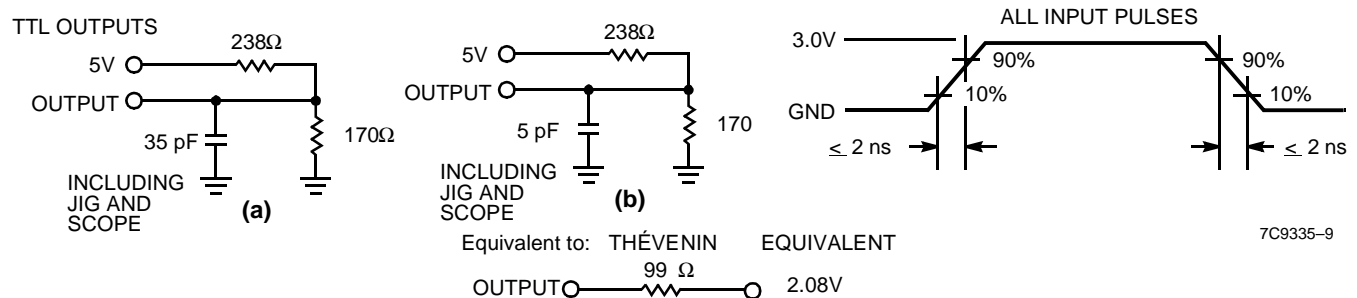 TTL OUTPUTS
238Ω
5V
OUTPUT
35 pF
170Ω
INCLUDING
JIG AND
SCOPE
(a)
238Ω
5V
OUTPUT
5 pF
170
INCLUDING
JIG AND
SCOPE
(b)
Equivalent to: THÉVENIN EQUIVALENT
OUTPUT
99 Ω
2.08V
ALL INPUT PULSES
3.0V
90%
10%
GND
≤ 2 ns
90%
10%
≤ 2 ns
7C9335–9